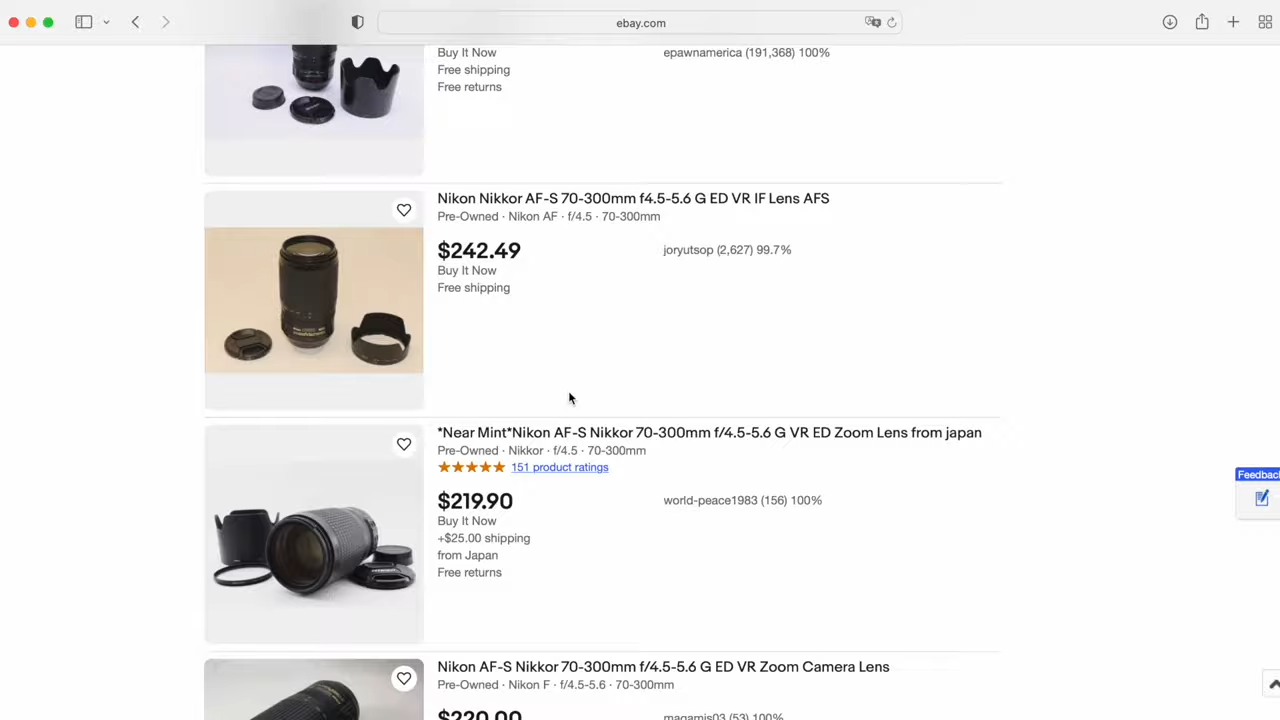 ebay.com
Buy It Now
epawnamerica (191,368) 100%
Free shipping
Free returns
Nikon Nikkor AF-S 70-300mm f4.5-5.6 G ED VR IF Lens AFS
Pre-Owned · Nikon AF · f/4.5 · 70-300mm
$242.49
joryutsop (2,627) 99.7%
Buy It Now
Free shipping
*Near Mint*Nikon AF-S Nikkor 70-300mm f/4.5-5.6 G VR ED Zoom Lens from japan
Pre-Owned · Nikkor · f/4.5 · 70-300mm
151 product ratings
Feedback
$219.90
world-peace1983 (156) 100%
Buy It Now
+$25.00 shipping
from Japan
Free returns
Nikon AF-S Nikkor 70-300mm f/4.5-5.6 G ED VR Zoom Camera Lens
Pre-Owned · Nikon F · f/4.5-5.6 · 70-300mm
$220.00
magamis03 (53) 100%